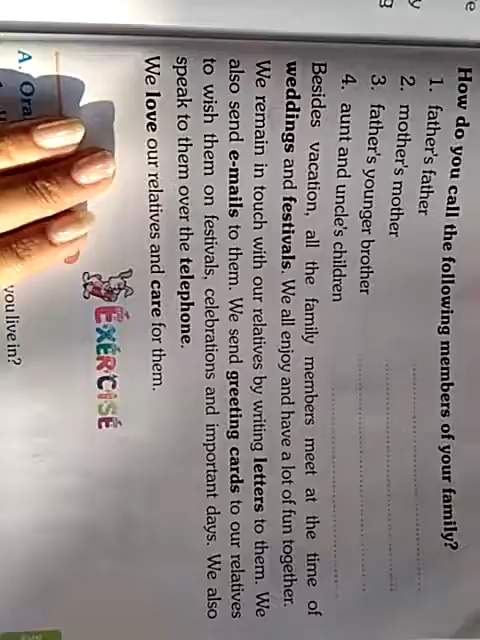 How do you call the following members of your family?
1. father's father
2. mother's mother
3. father's younger brother
4. aunt and uncle's children
Besides vacation, all the family members meet at the time of
weddings and festivals. We all enjoy and have a lot of fun together.
We remain in touch with our relatives by writing letters to them. We
also send e-mails to them. We send greeting cards to our relatives
to wish them on festivals, celebrations and important days. We also
speak to them over the telephone.
We love our relatives and care for them.
EXERCISE
A. Ora
you live in?